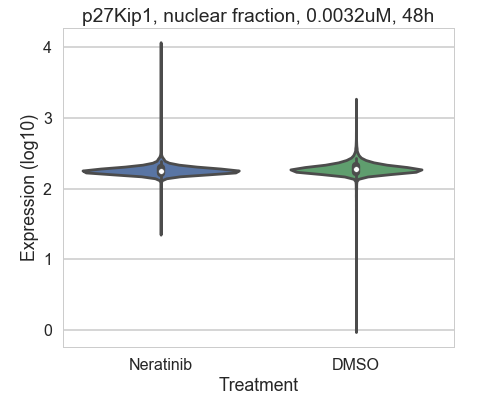 p27Kip1, nuclear fraction, 0.0032uM, 48h
Expression (log10)
4
3
2
1
0
Neratinib
DMSO
Treatment